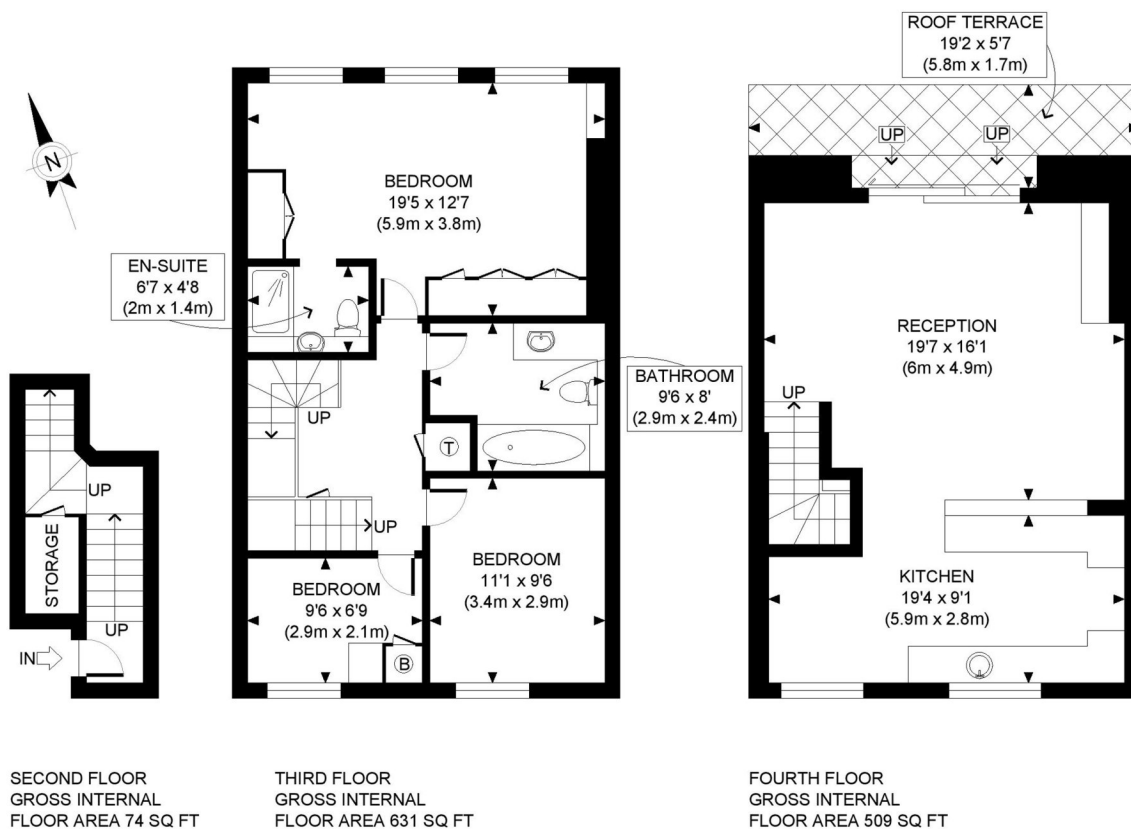 ROOF TERRACE
19'2 x 5'7
(5.8m x 1.7m)
UP
UP
N
BEDROOM
19'5 x 12'7
(5.9m x 3.8m)
EN-SUITE
6'7 x 4'8
(2m x 1.4m)
RECEPTION
19'7 x 16'1
(6m x 4.9m)
BATHROOM
9'6 x 8'
(2.9m x 2.4m)
UP
UP
T
UP
UP
STORAGE
UP
IN
BEDROOM
11'1 x 9'6
(3.4m x 2.9m)
BEDROOM
9'6 x 6'9
(2.9m x 2.1m)
B
KITCHEN
19'4 x 9'1
(5.9m x 2.8m)
SECOND FLOOR
GROSS INTERNAL
FLOOR AREA 74 SQ FT
THIRD FLOOR
GROSS INTERNAL
FLOOR AREA 631 SQ FT
FOURTH FLOOR
GROSS INTERNAL
FLOOR AREA 509 SQ FT